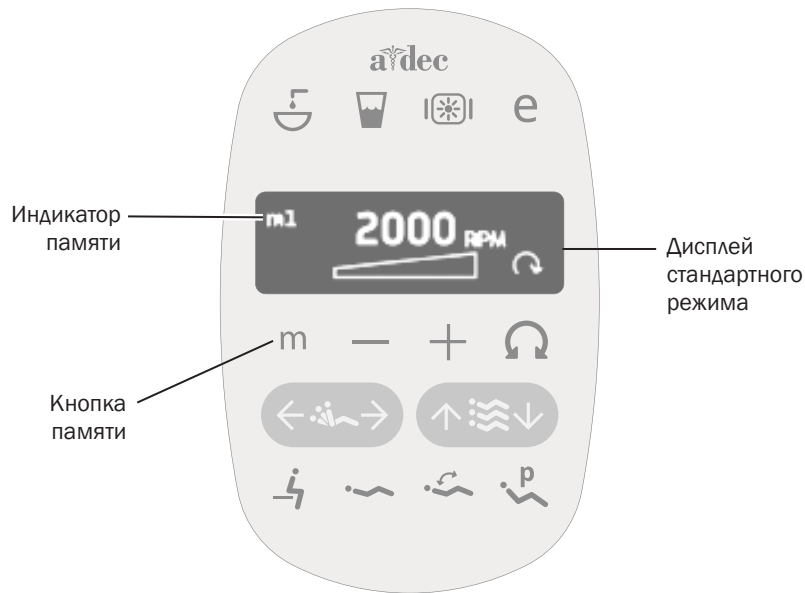 a dec
e
Индикатор
памяти
m1
2000 RPM
Дисплей
стандартного
режима
m
Кнопка
памяти
p